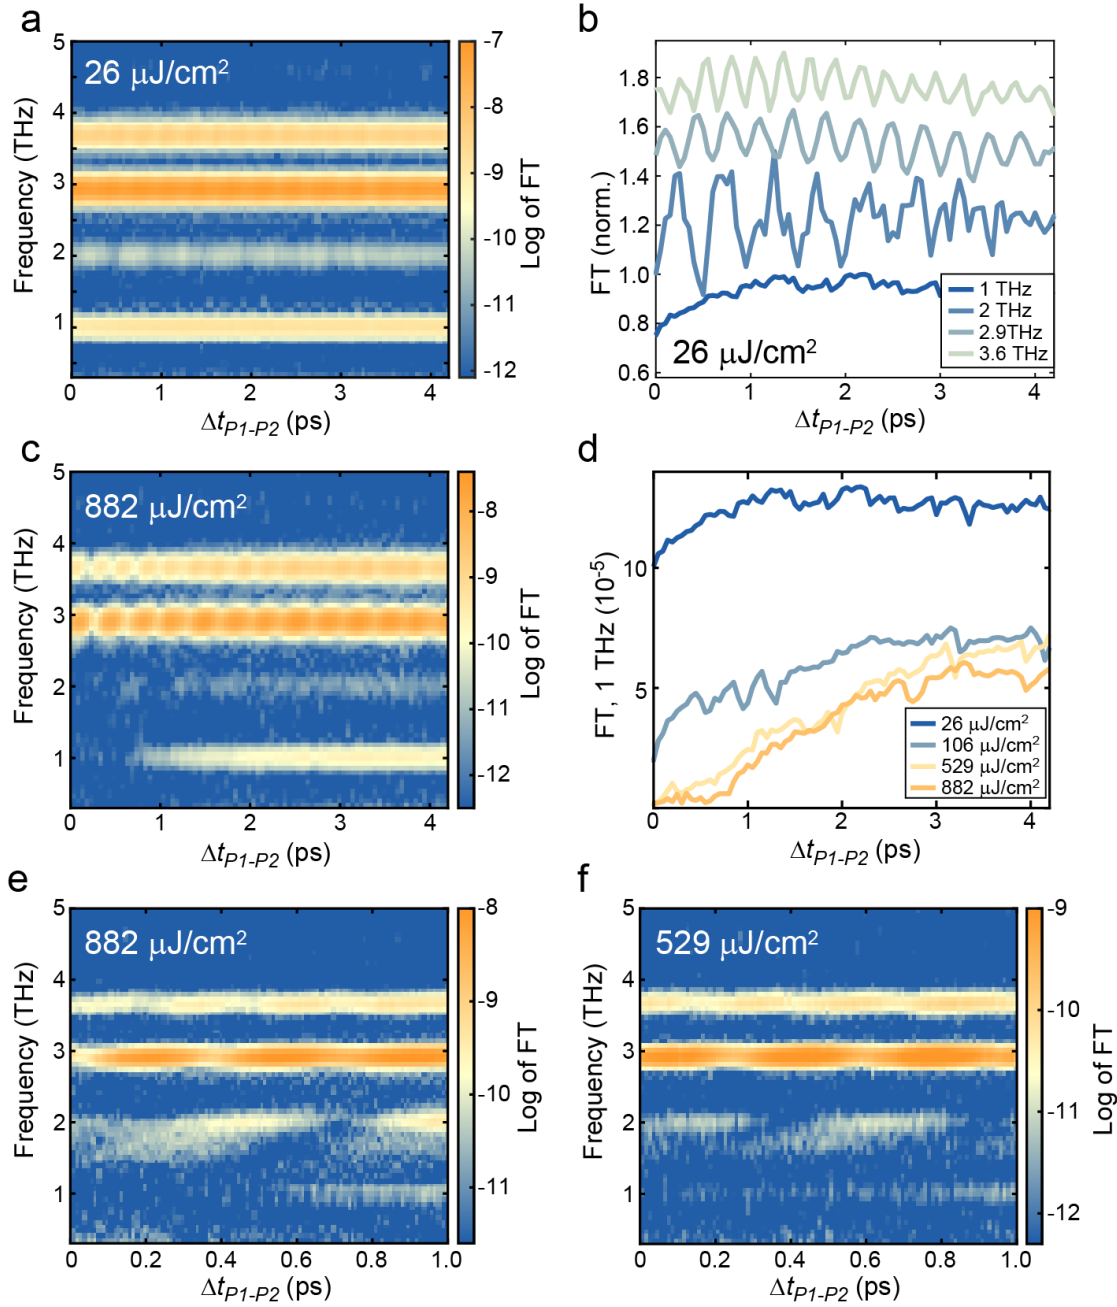 a
26 μJ/cm²
Frequency (THz)
5
4
3
2
1
0 1 2 3 4
ΔtP1-P2 (ps)
-7
-8
-9
-10
-11
-12
Log of FT
b
FT (norm.)
1.8
1.6
1.4
1.2
1.0
0.8
0.6
26 μJ/cm²
1 THz
2 THz
2.9THz
3.6 THz
0 1 2 3 4
ΔtP1-P2 (ps)
c
882 μJ/cm²
Frequency (THz)
5
4
3
2
1
0 1 2 3 4
ΔtP1-P2 (ps)
-8
-9
-10
-11
-12
Log of FT
d
FT, 1 THz (10⁻⁵)
10
5
26 μJ/cm²
106 μJ/cm²
529 μJ/cm²
882 μJ/cm²
0 1 2 3 4
ΔtP1-P2 (ps)
e
882 μJ/cm²
Frequency (THz)
5
4
3
2
1
0 0.2 0.4 0.6 0.8 1.0
ΔtP1-P2 (ps)
-8
-9
-10
-11
Log of FT
f
529 μJ/cm²
Frequency (THz)
5
4
3
2
1
0 0.2 0.4 0.6 0.8 1.0
ΔtP1-P2 (ps)
-9
-10
-11
-12
Log of FT